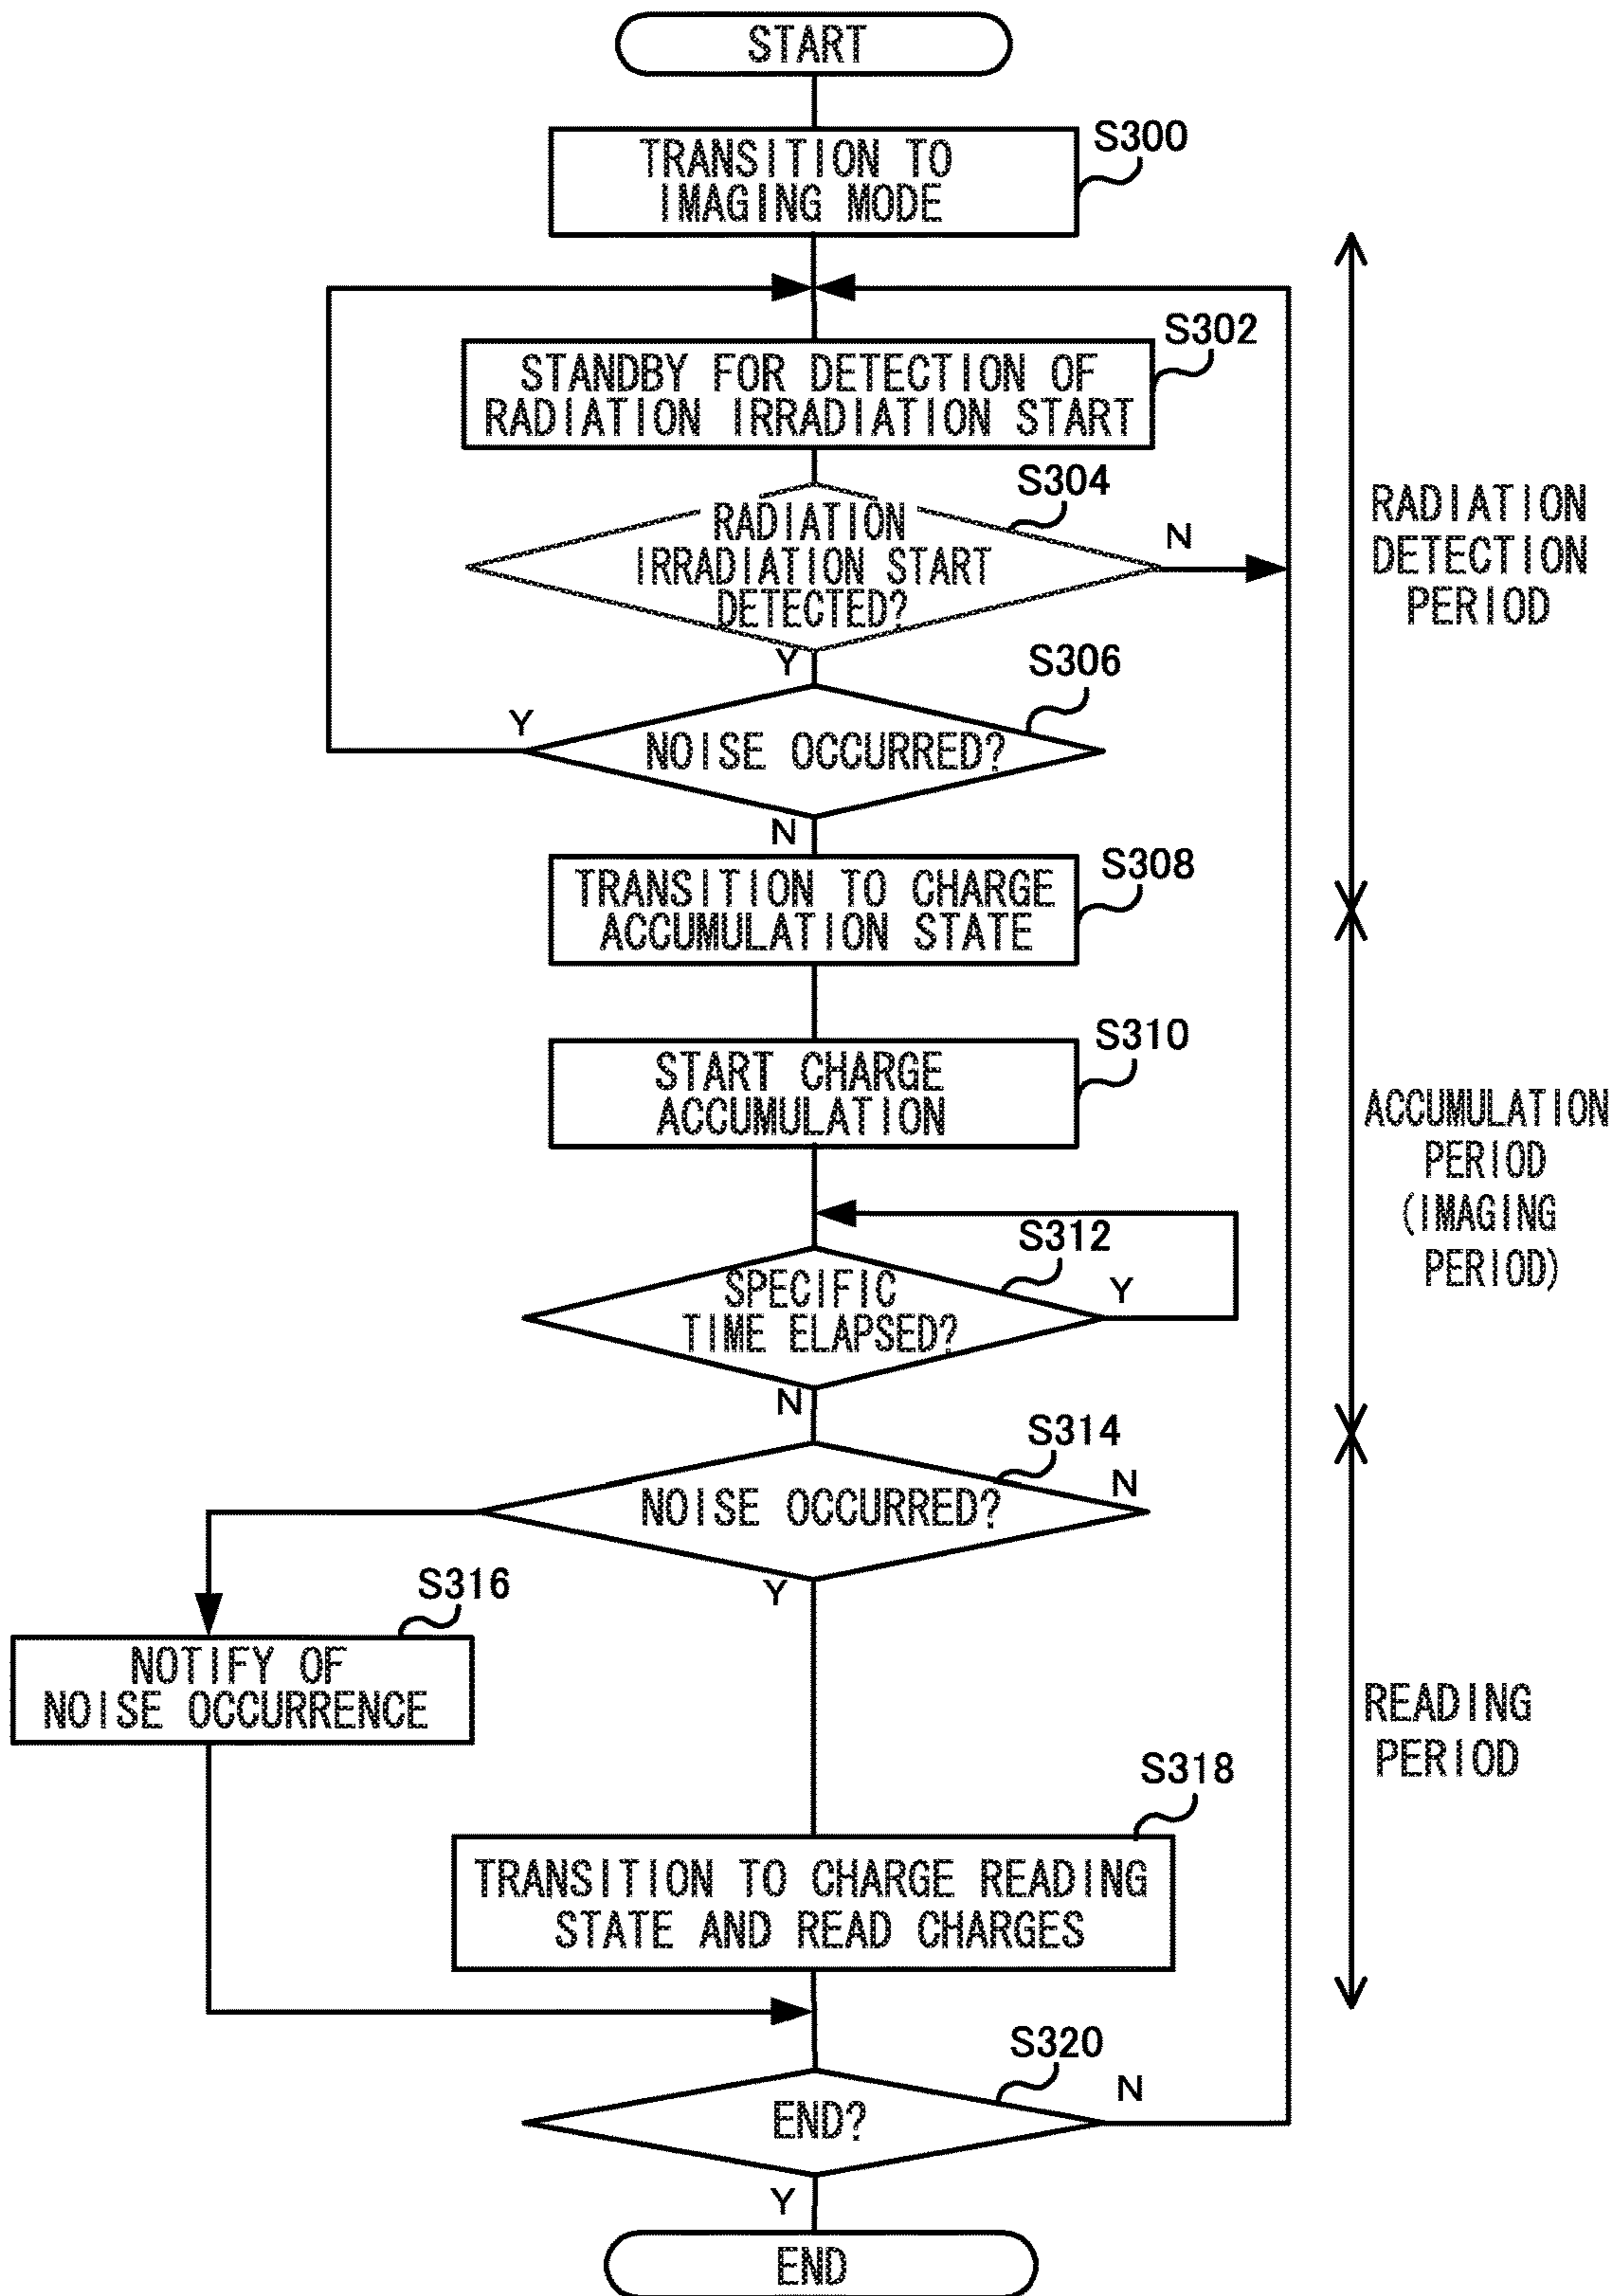 START
S300
TRANSITION TO
IMAGING MODE
S302
STANDBY FOR DETECTION OF
RADIATION IRRADIATION START
S304
RADIATION
IRRADIATION START
DETECTED?
N
Y
RADIATION
DETECTION
PERIOD
S306
NOISE OCCURRED?
Y
N
S308
TRANSITION TO CHARGE
ACCUMULATION STATE
S310
START CHARGE
ACCUMULATION
ACCUMULATION
PERIOD
(IMAGING
PERIOD)
S312
SPECIFIC
TIME ELAPSED?
Y
N
S314
NOISE OCCURRED?
N
Y
S316
NOTIFY OF
NOISE OCCURRENCE
READING
PERIOD
S318
TRANSITION TO CHARGE READING
STATE AND READ CHARGES
S320
END?
N
Y
END